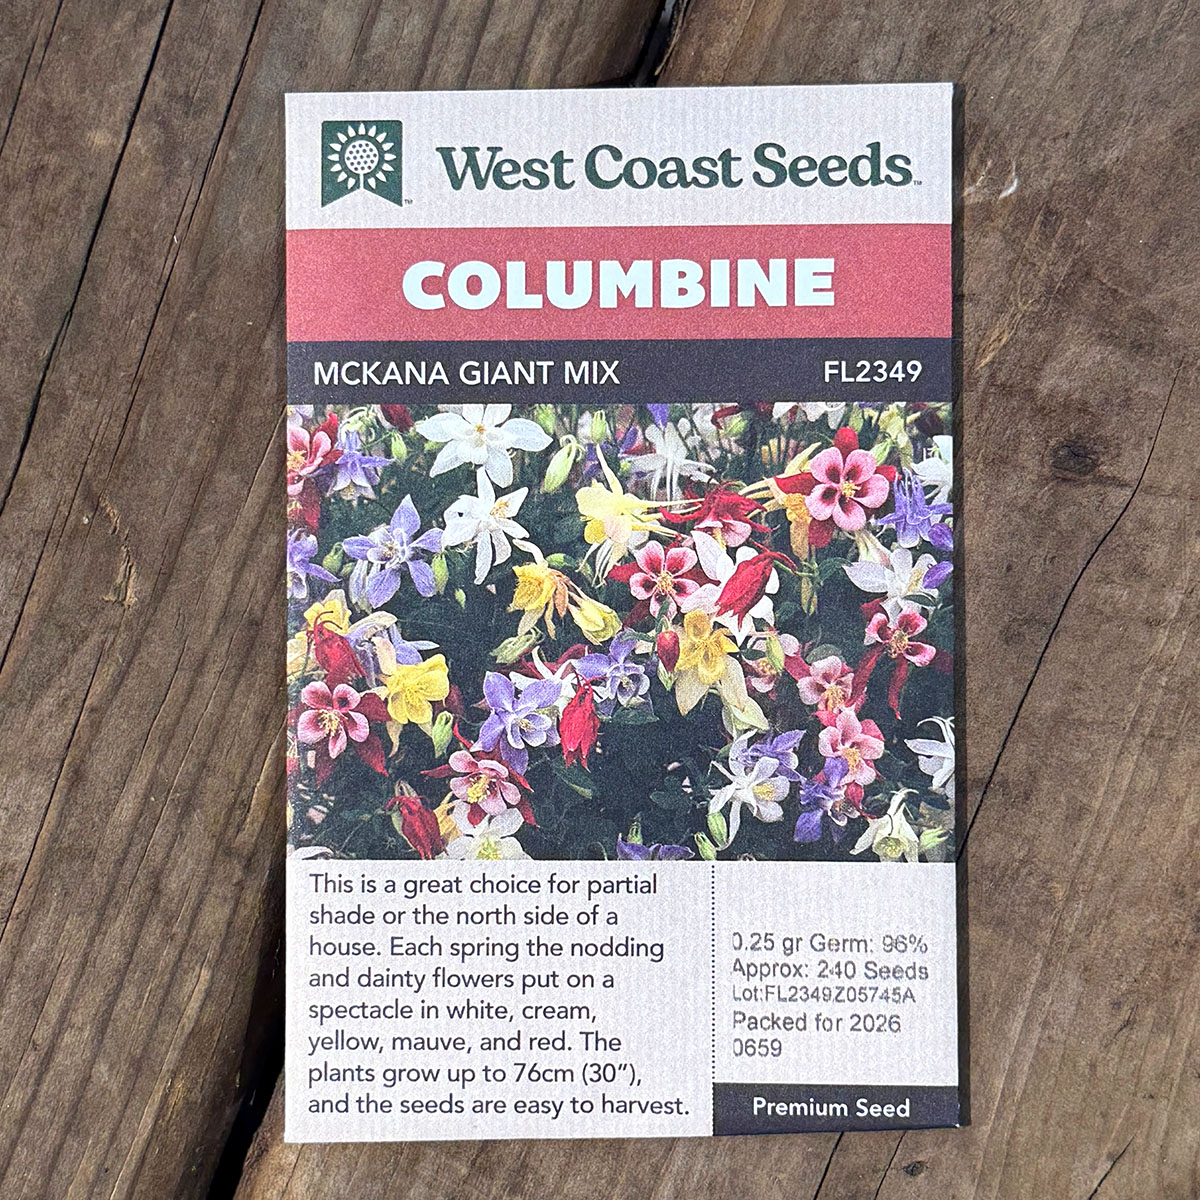 West Coast Seeds™
COLUMBINE
MCKANA GIANT MIX FL2349
This is a great choice for partial
shade or the north side of a
house. Each spring the nodding
and dainty flowers put on a
spectacle in white, cream,
yellow, mauve, and red. The
plants grow up to 76cm (30”),
and the seeds are easy to harvest.
0.25 gr Germ: 96%
Approx: 240 Seeds
Lot:FL2349Z05745A
Packed for 2026
0659
Premium Seed